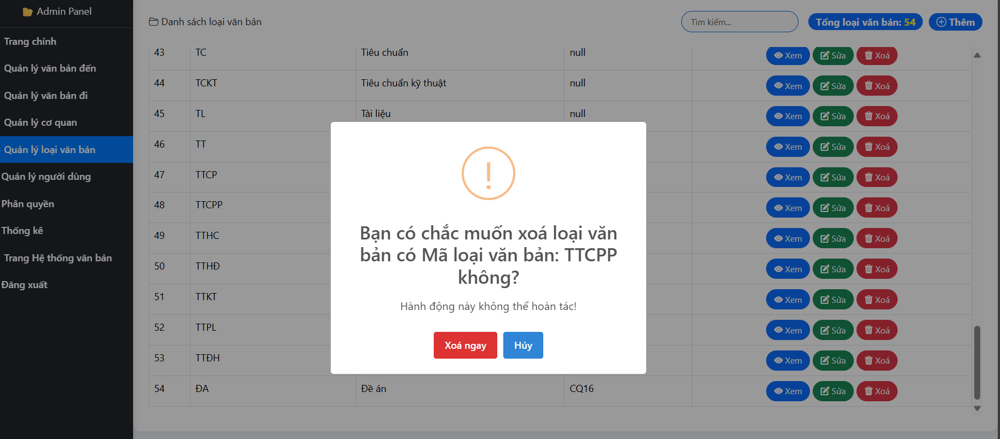 Admin Panel
Trang chính
Quản lý văn bản đến
Quản lý văn bản đi
Quản lý cơ quan
Quản lý loại văn bản
Quản lý người dùng
Phân quyền
Thống kê
Trang Hệ thống văn bản
Đăng xuất
Danh sách loại văn bản
Tìm kiếm...
Tổng loại văn bản: 54
Thêm
43 TC Tiêu chuẩn null Xem Sửa Xoá
44 TCKT Tiêu chuẩn kỹ thuật null Xem Sửa Xoá
45 TL Tài liệu null Xem Sửa Xoá
46 TT Xem Sửa Xoá
47 TTCP Xem Sửa Xoá
48 TTCPP Xem Sửa Xoá
49 TTHC Xem Sửa Xoá
50 TTHĐ Xem Sửa Xoá
51 TTKT Xem Sửa Xoá
52 TTPL Xem Sửa Xoá
53 TTĐH Xem Sửa Xoá
54 ĐA Đề án CQ16 Xem Sửa Xoá
!
Bạn có chắc muốn xoá loại văn
bản có Mã loại văn bản: TTCPP
không?
Hành động này không thể hoàn tác!
Xoá ngay
Hủy